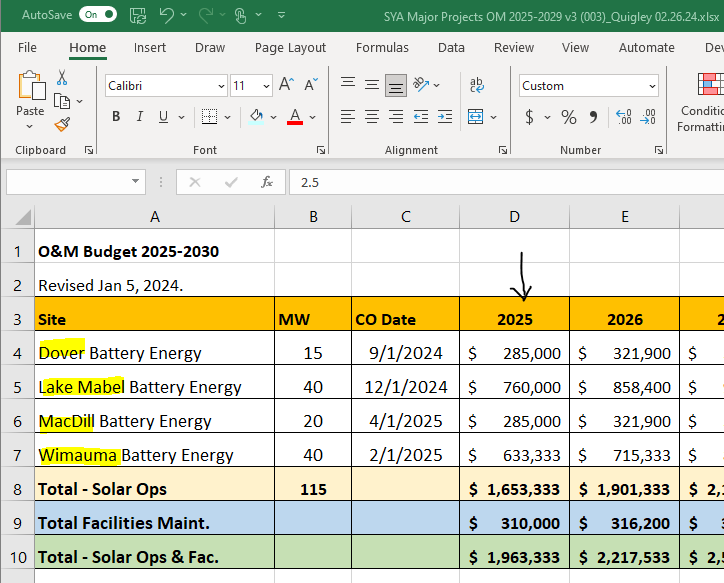 AutoSave On SYA Major Projects OM 2025-2029 v3 (003)_Quigley 02.26.24.xlsx
File Home Insert Draw Page Layout Formulas Data Review View Automate De
Paste Calibri 11 A A ab Custom Conditio
B I U A $ % Formattin
Clipboard Font Alignment Number
fx 2.5
A B C D E
1 O&M Budget 2025-2030
2 Revised Jan 5, 2024.
3 Site MW CO Date 2025 2026 2
4 Dover Battery Energy 15 9/1/2024 $ 285,000 $ 321,900 $
5 Lake Mabel Battery Energy 40 12/1/2024 $ 760,000 $ 858,400 $
6 MacDill Battery Energy 20 4/1/2025 $ 285,000 $ 321,900 $
7 Wimauma Battery Energy 40 2/1/2025 $ 633,333 $ 715,333 $
8 Total - Solar Ops 115 $ 1,653,333 $ 1,901,333 $ 2,
9 Total Facilities Maint. $ 310,000 $ 316,200 $
10 Total - Solar Ops & Fac. $ 1,963,333 $ 2,217,533 $ 2,